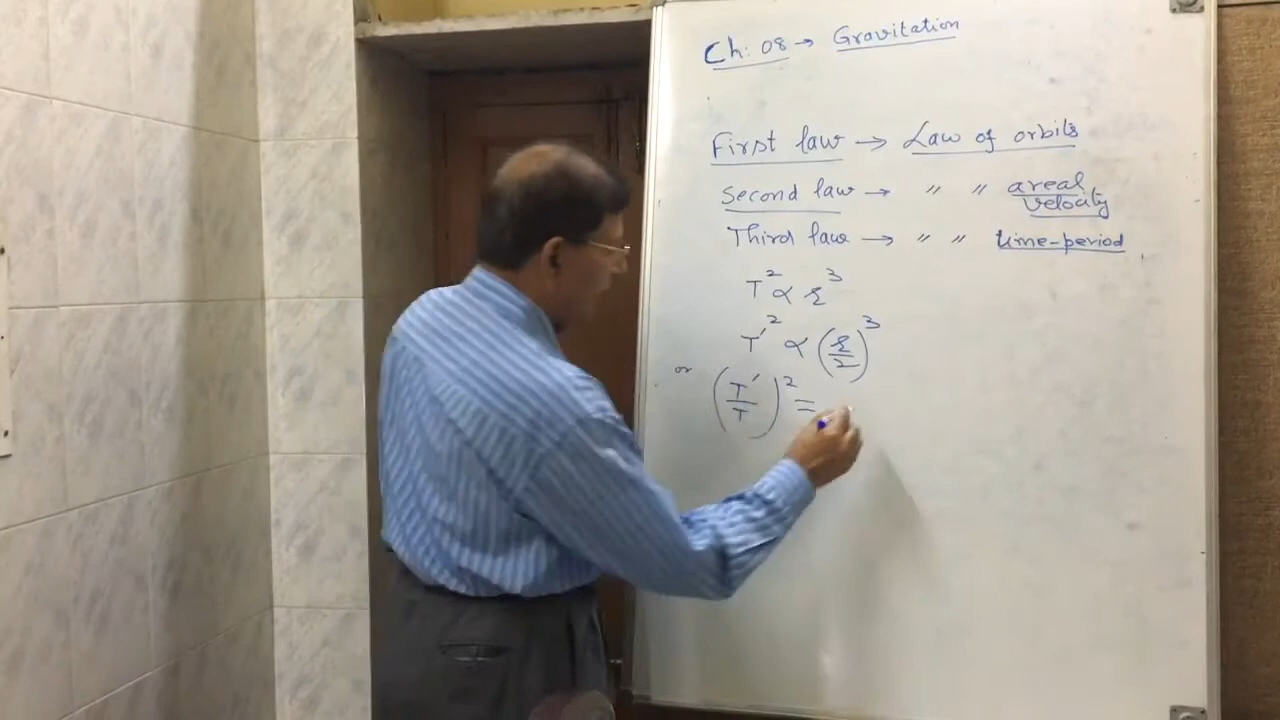 Ch: 08 → Gravitation
First law → Law of orbits
Second law → " " areal velocity
Third law → " " time-period
T² ∝ r³
T'² ∝ (r/2)³
or (T'/T)² =